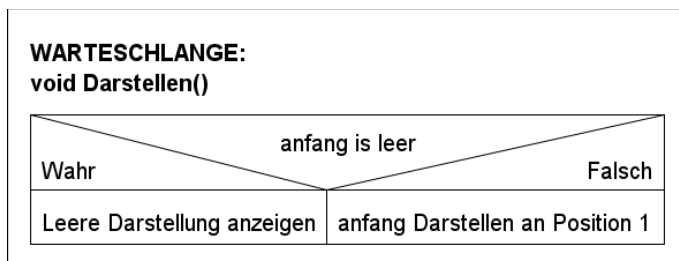 WARTESCHLANGE:
void Darstellen()
anfang is leer
Wahr
Falsch
Leere Darstellung anzeigen
anfang Darstellen an Position 1